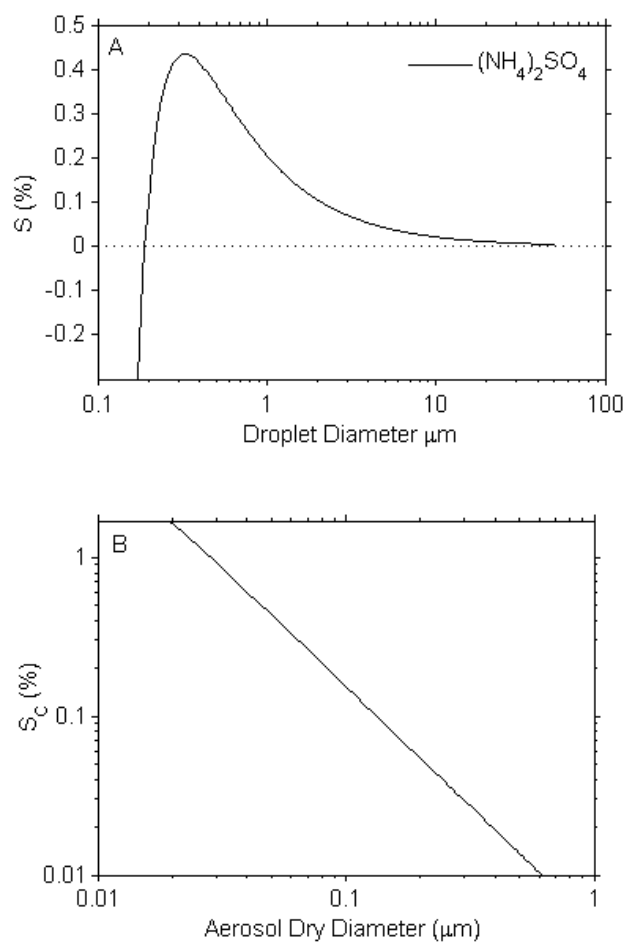 0.5
A
(NH4)2SO4
0.4
0.3
0.2
0.1
0
-0.1
-0.2
S (%)
0.1
1
10
100
Droplet Diameter μm
B
1
0.1
0.01
SC (%)
0.01
0.1
1
Aerosol Dry Diameter (μm)